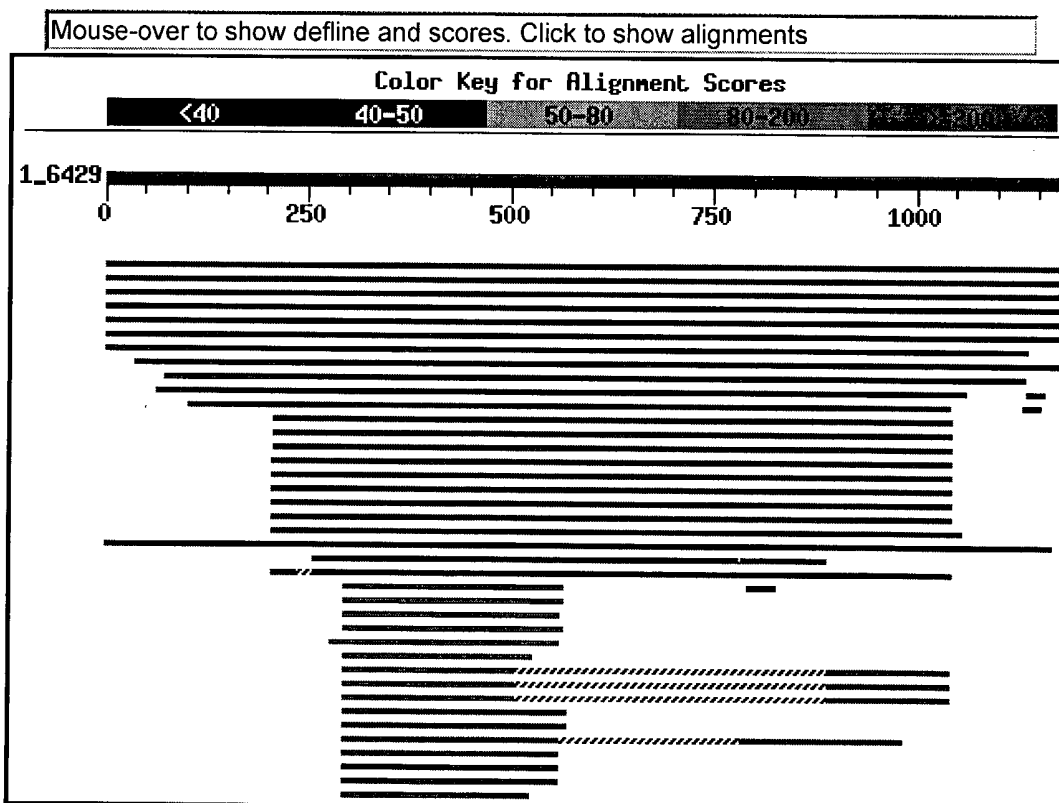 Mouse-over to show defline and scores. Click to show alignments
Color Key for Alignment Scores
<40 40-50 50-80 80-200 >=200
1_6429
0 250 500 750 1000